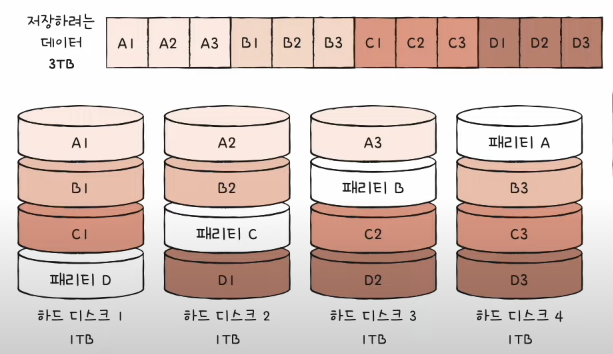 저장하려는
데이터
3TB
A1 A2 A3 B1 B2 B3 C1 C2 C3 D1 D2 D3
A1 A2 A3 패리티 A
B1 B2 패리티 B B3
C1 패리티 C C2 C3
패리티 D D1 D2 D3
하드 디스크 1 하드 디스크 2 하드 디스크 3 하드 디스크 4
1TB 1TB 1TB 1TB